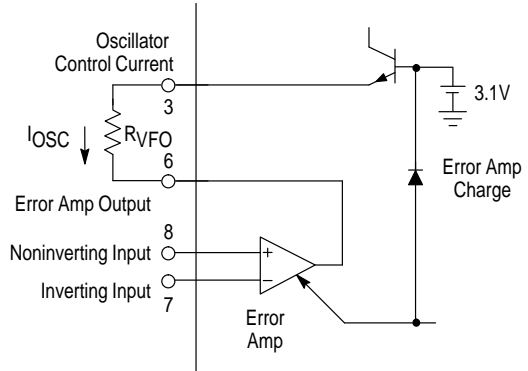 Oscillator
Control Current
3
3.1V
IOSC
RVFO
6
Error Amp Output
Error Amp
Charge
8
Noninverting Input
+
Inverting Input
−
7
Error
Amp